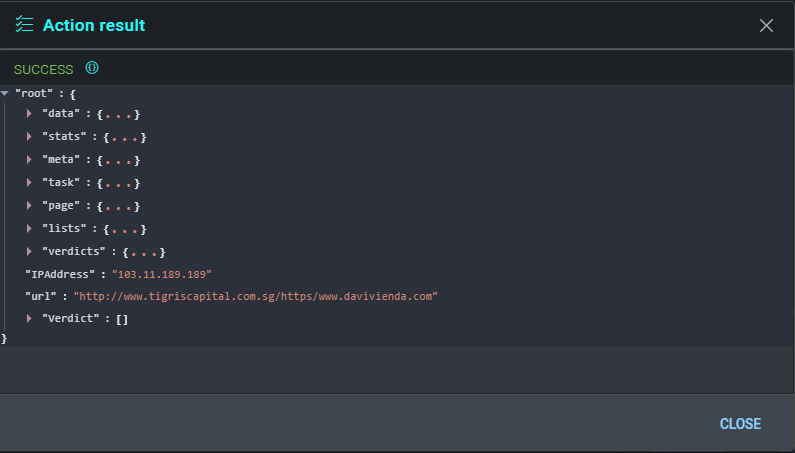 Action result
SUCCESS
"root" : {
"data" : {...}
"stats" : {...}
"meta" : {...}
"task" : {...}
"page" : {...}
"lists" : {...}
"verdicts" : {...}
"IPAddress" : "103.11.189.189"
"url" : "http://www.tigriscapital.com.sg/https/www.davivienda.com"
"Verdict" : []
}
CLOSE